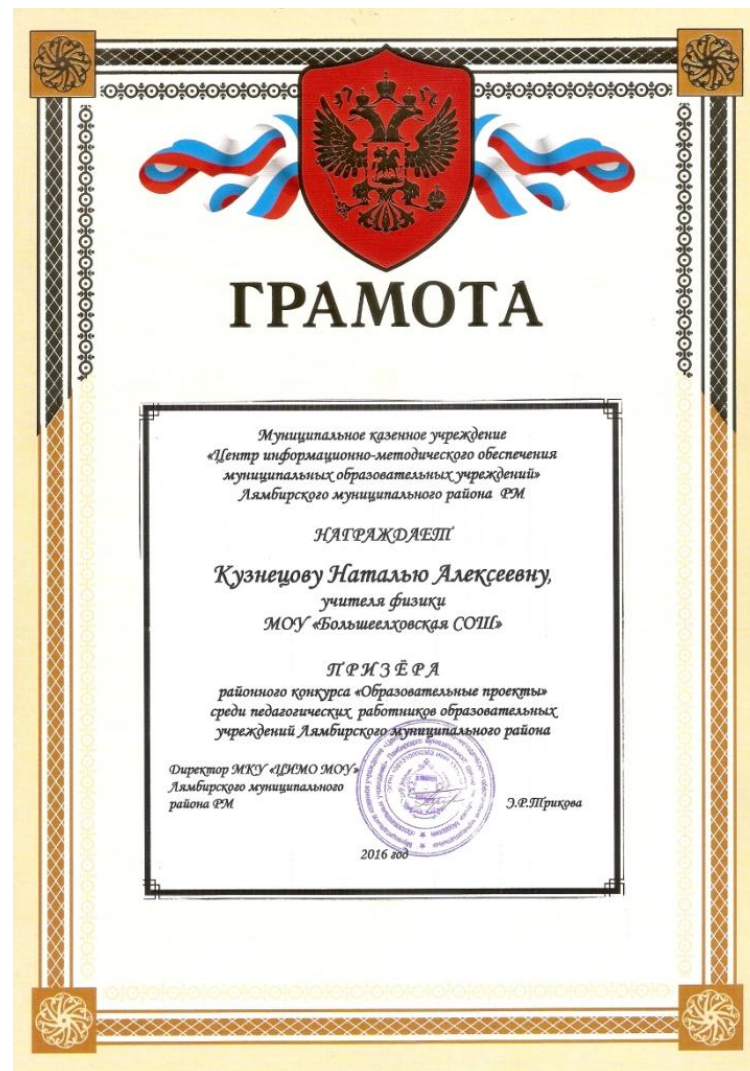 ГРАМОТА
Муниципальное казенное учреждение
«Центр информационно-методического обеспечения
муниципальных образовательных учреждений»
Лямбирского муниципального района РМ
НАГРАЖДАЕТ
Кузнецову Наталью Алексеевну,
учителя физики
МОУ «Большеелховская СОШ»
ПРИЗЁРА
районного конкурса «Образовательные проекты»
среди педагогических работников образовательных
учреждений Лямбирского муниципального района
Директор МКУ «ЦИМО МОУ»
Лямбирского муниципального
района РМ
Э.Р.Трикова
2016 год